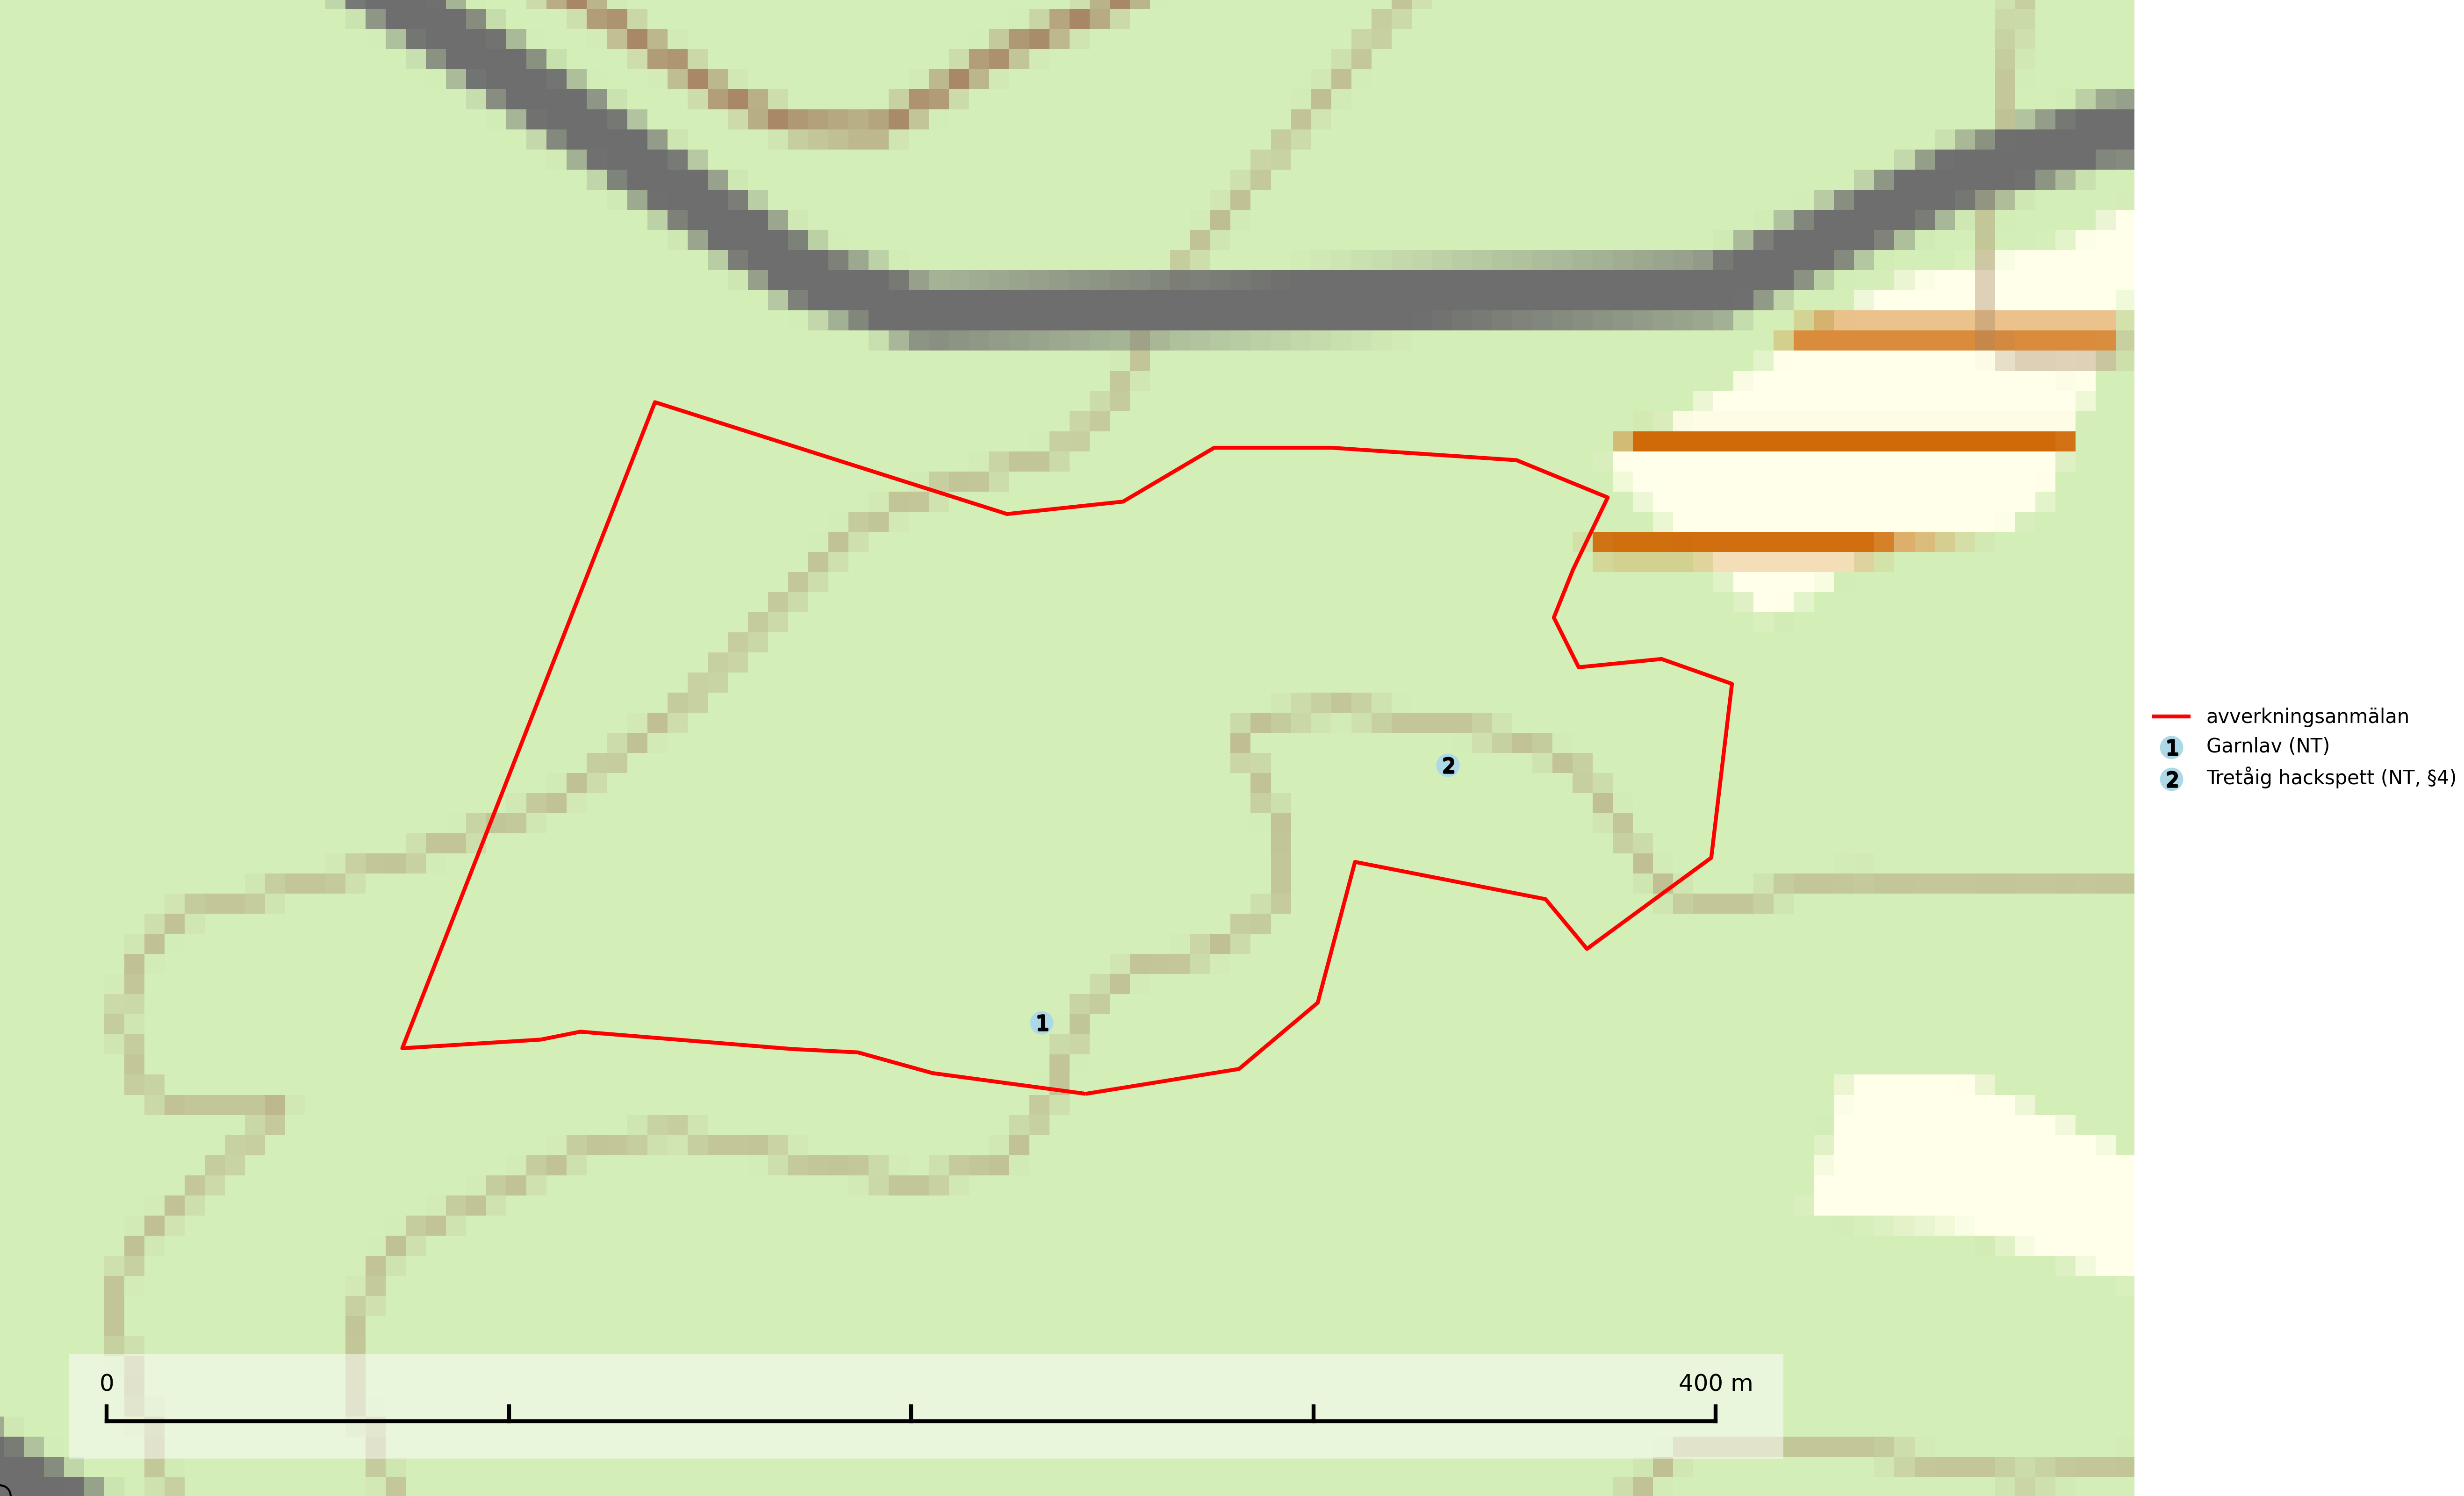 avverkningsanmälan
1 Garnlav (NT)
2 Tretåig hackspett (NT, §4)
2
1
0 400 m